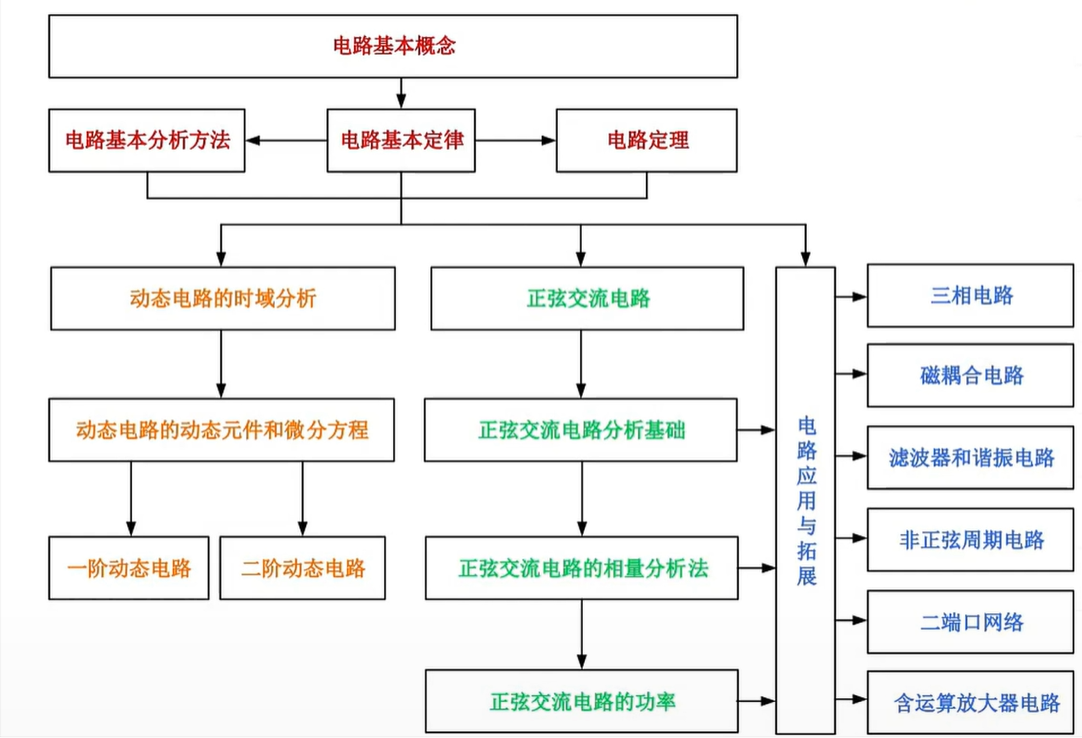 电路基本概念
电路基本分析方法
电路基本定律
电路定理
动态电路的时域分析
正弦交流电路
动态电路的动态元件和微分方程
正弦交流电路分析基础
一阶动态电路
二阶动态电路
正弦交流电路的相量分析法
正弦交流电路的功率
电路应用与拓展
三相电路
磁耦合电路
滤波器和谐振电路
非正弦周期电路
二端口网络
含运算放大器电路